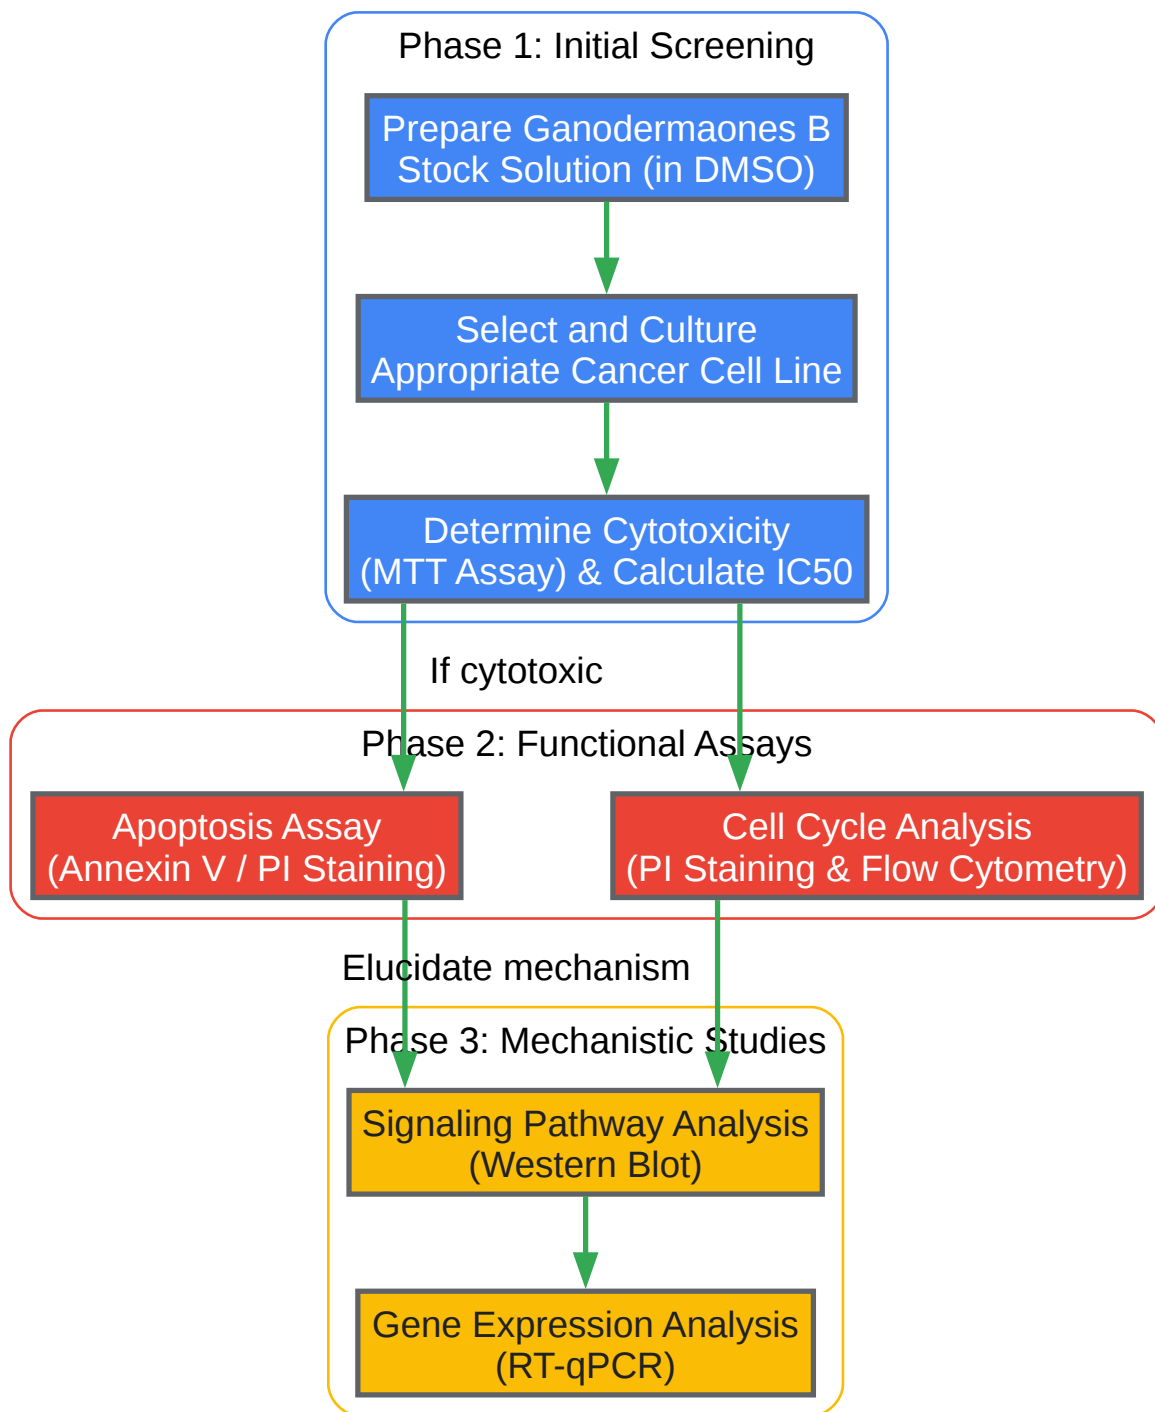 Phase 1: Initial Screening
Prepare Ganodermaones B
Stock Solution (in DMSO)
Select and Culture
Appropriate Cancer Cell Line
Determine Cytotoxicity
(MTT Assay) & Calculate IC50
If cytotoxic
Phase 2: Functional Assays
Apoptosis Assay
(Annexin V / PI Staining)
Cell Cycle Analysis
(PI Staining & Flow Cytometry)
Elucidate mechanism
Phase 3: Mechanistic Studies
Signaling Pathway Analysis
(Western Blot)
Gene Expression Analysis
(RT-qPCR)